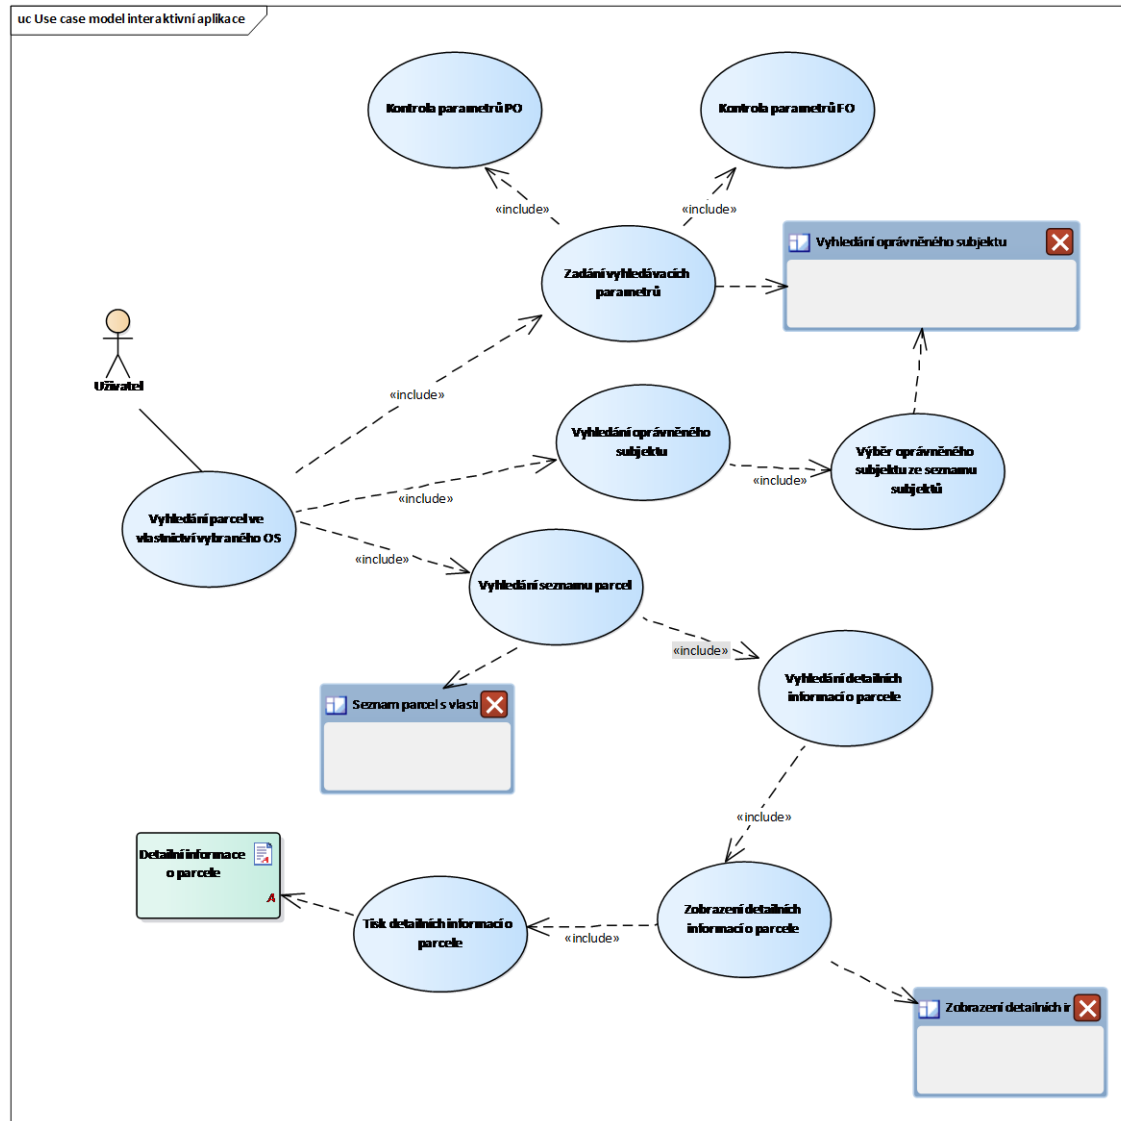 uc Use case model interaktivní aplikace
Kontrola parametrů PO
Kontrola parametrů FO
«include»
«include»
Zadání vyhledávacích
parametrů
Vyhledání oprávněného subjektu
Uživatel
«include»
Vyhledání oprávněného
subjektu
Výběr oprávněného
subjektu ze seznamu
subjektů
«include»
«include»
Vyhledání parcel ve
vlastnictví vybraného OS
«include»
Vyhledání seznamu parcel
«include»
Vyhledání detailních
informací o parcele
Seznam parcel s vlast
«include»
Detailní informace
o parcele
A
Tisk detailních informací o
parcele
«include»
Zobrazení detailních
informací o parcele
Zobrazení detailních ir